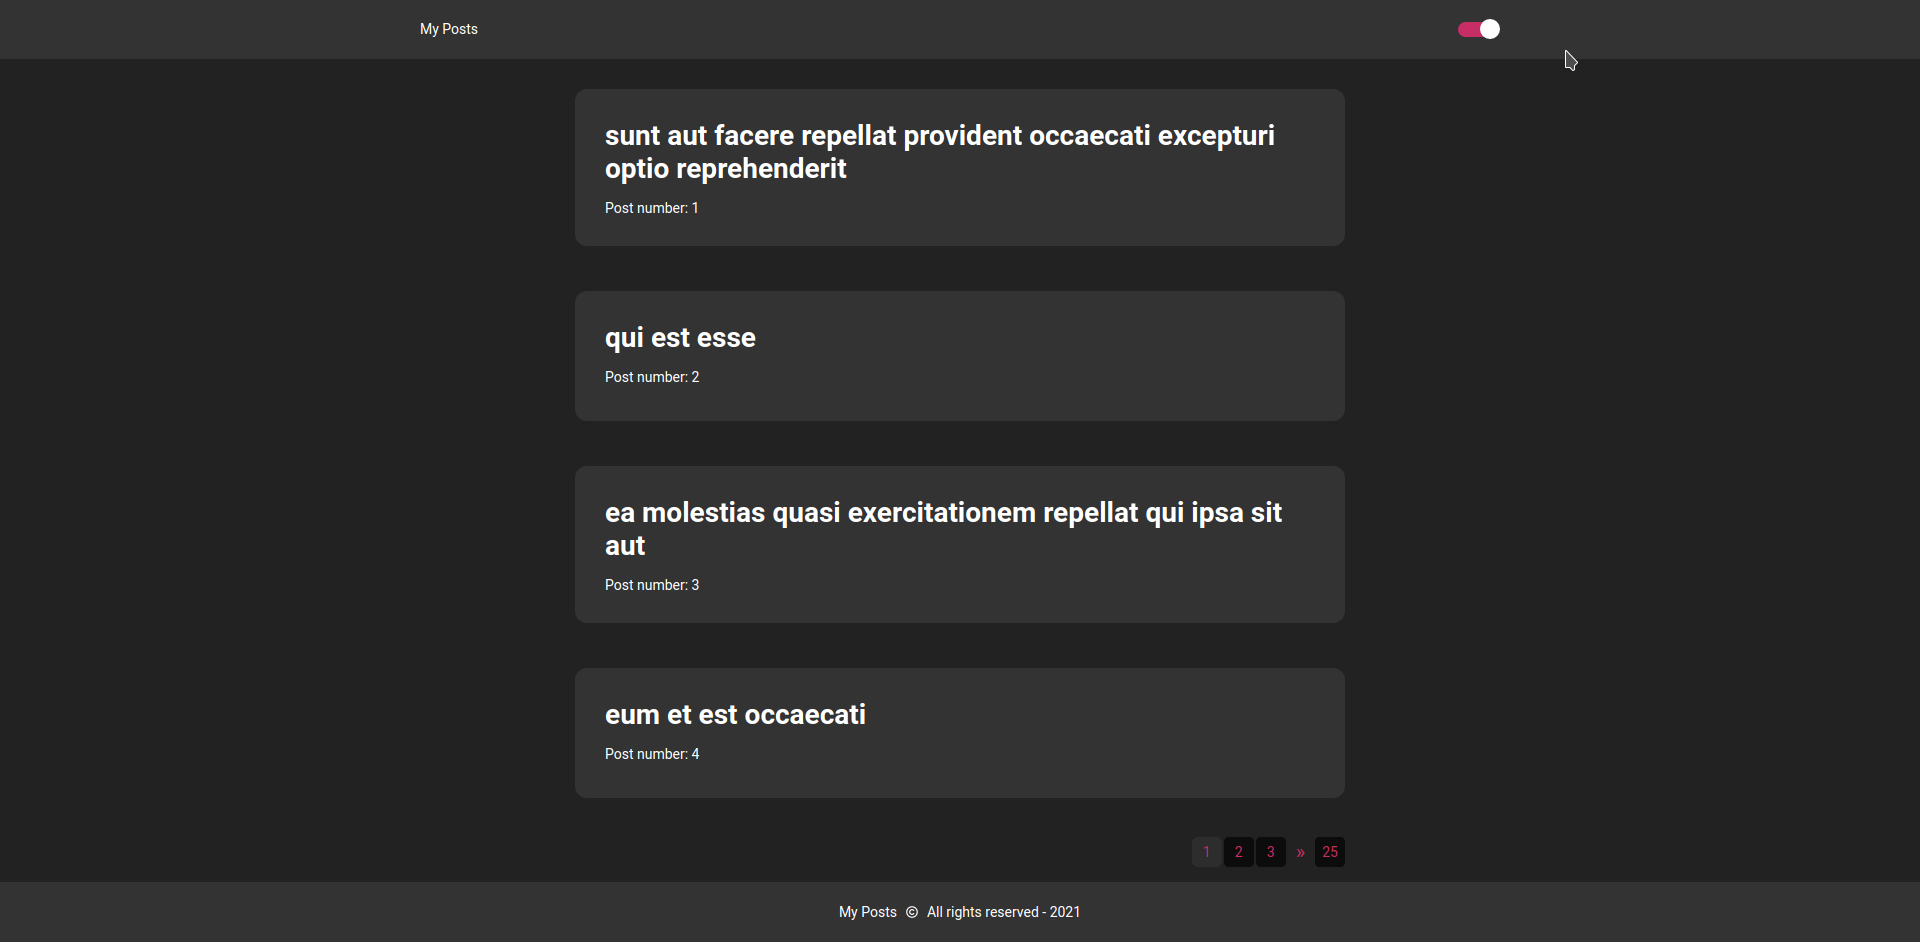 My Posts
sunt aut facere repellat provident occaecati excepturi
optio reprehenderit
Post number: 1
qui est esse
Post number: 2
ea molestias quasi exercitationem repellat qui ipsa sit
aut
Post number: 3
eum et est occaecati
Post number: 4
1 2 3 » 25
My Posts © All rights reserved - 2021